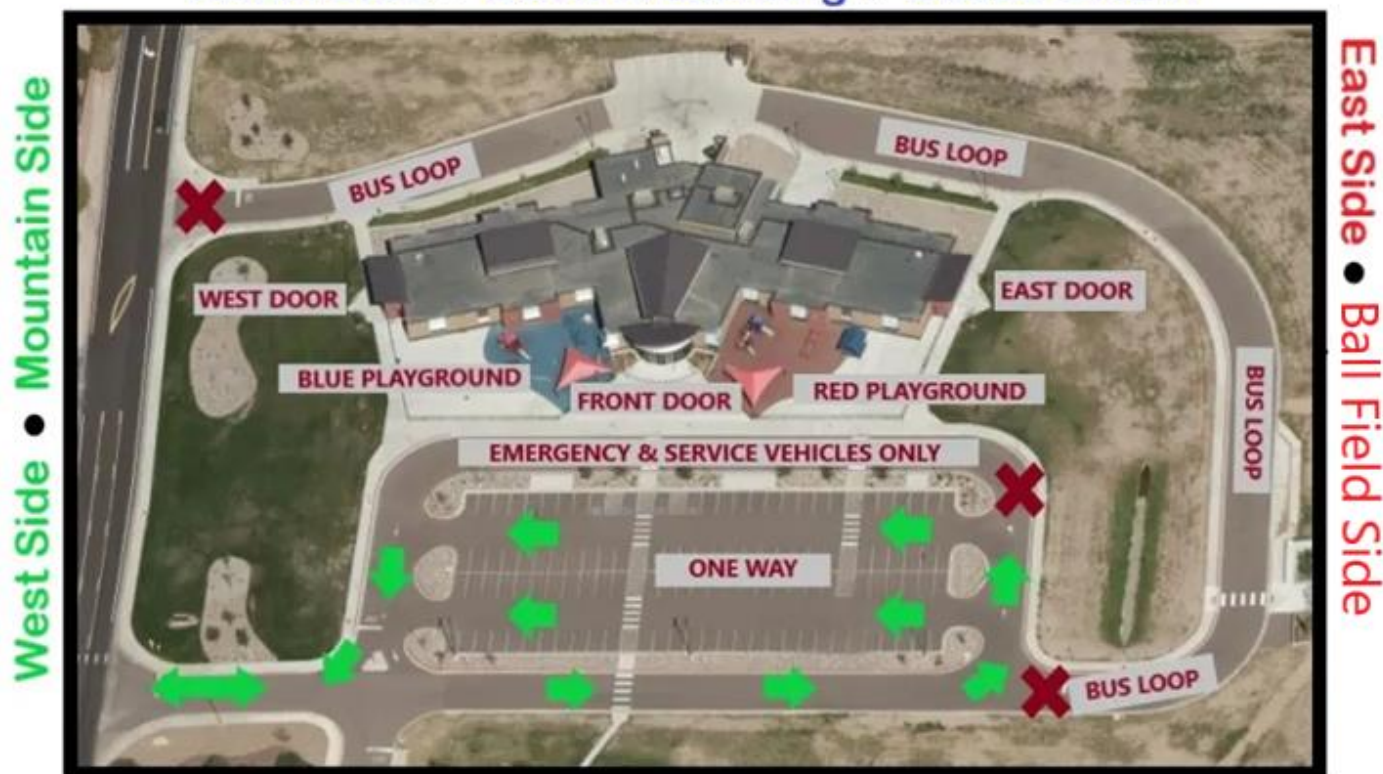 West Side • Mountain Side
East Side • Ball Field Side
BUS LOOP
BUS LOOP
WEST DOOR
EAST DOOR
BLUE PLAYGROUND
FRONT DOOR
RED PLAYGROUND
BUS LOOP
EMERGENCY & SERVICE VEHICLES ONLY
ONE WAY
BUS LOOP